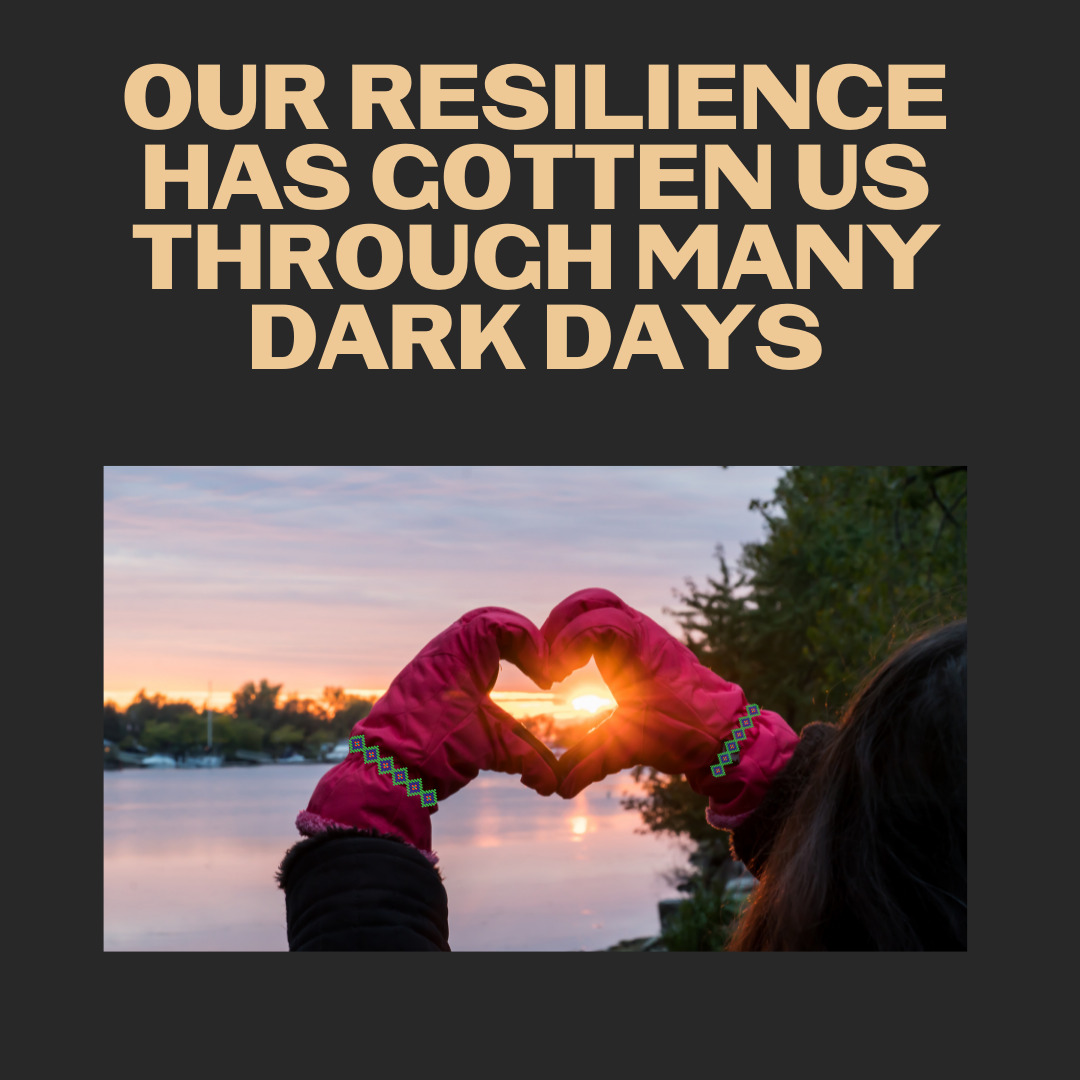 OUR RESILIENCE
HAS GOTTEN US
THROUGH MANY
DARK DAYS